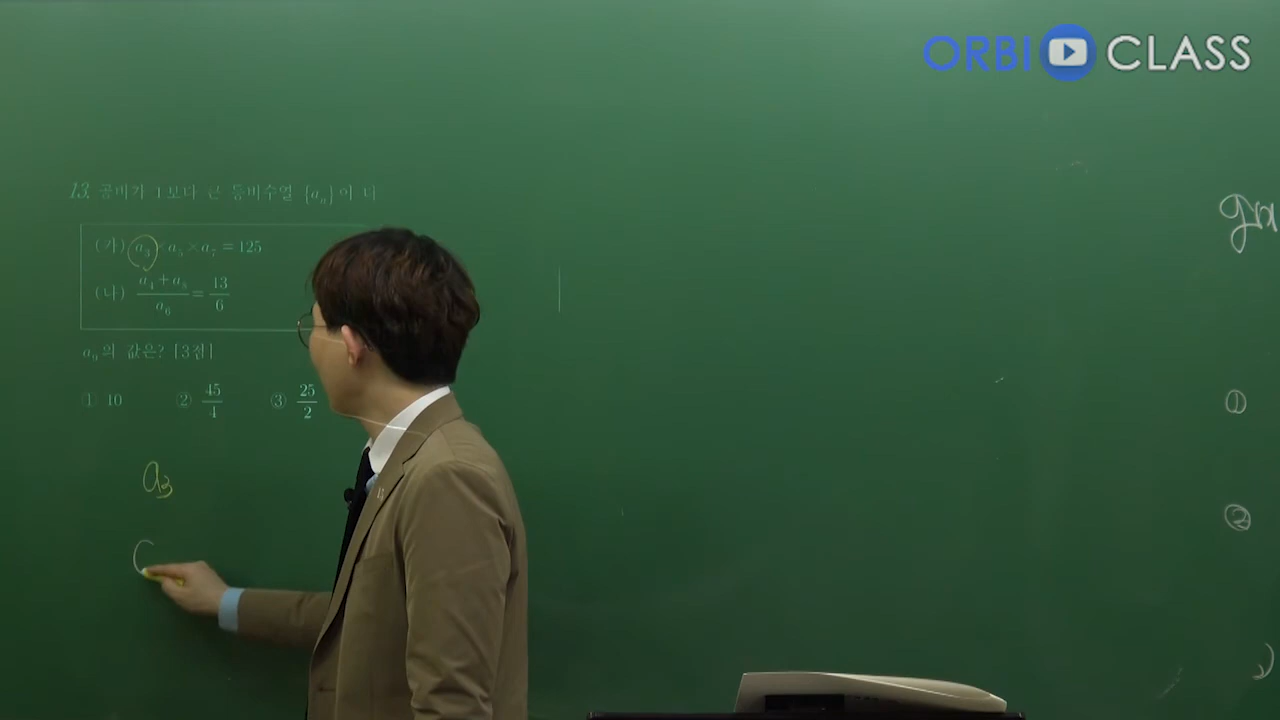 ORBI CLASS
13. 공비가 1보다 큰 등비수열 {aₙ}이 다
(가) a₃×a₅×a₇=125
(나) (a₄+a₈)/a₆=13/6
a₉의 값은? [3점]
① 10 ② 45/4 ③ 25/2
a₃
①
②